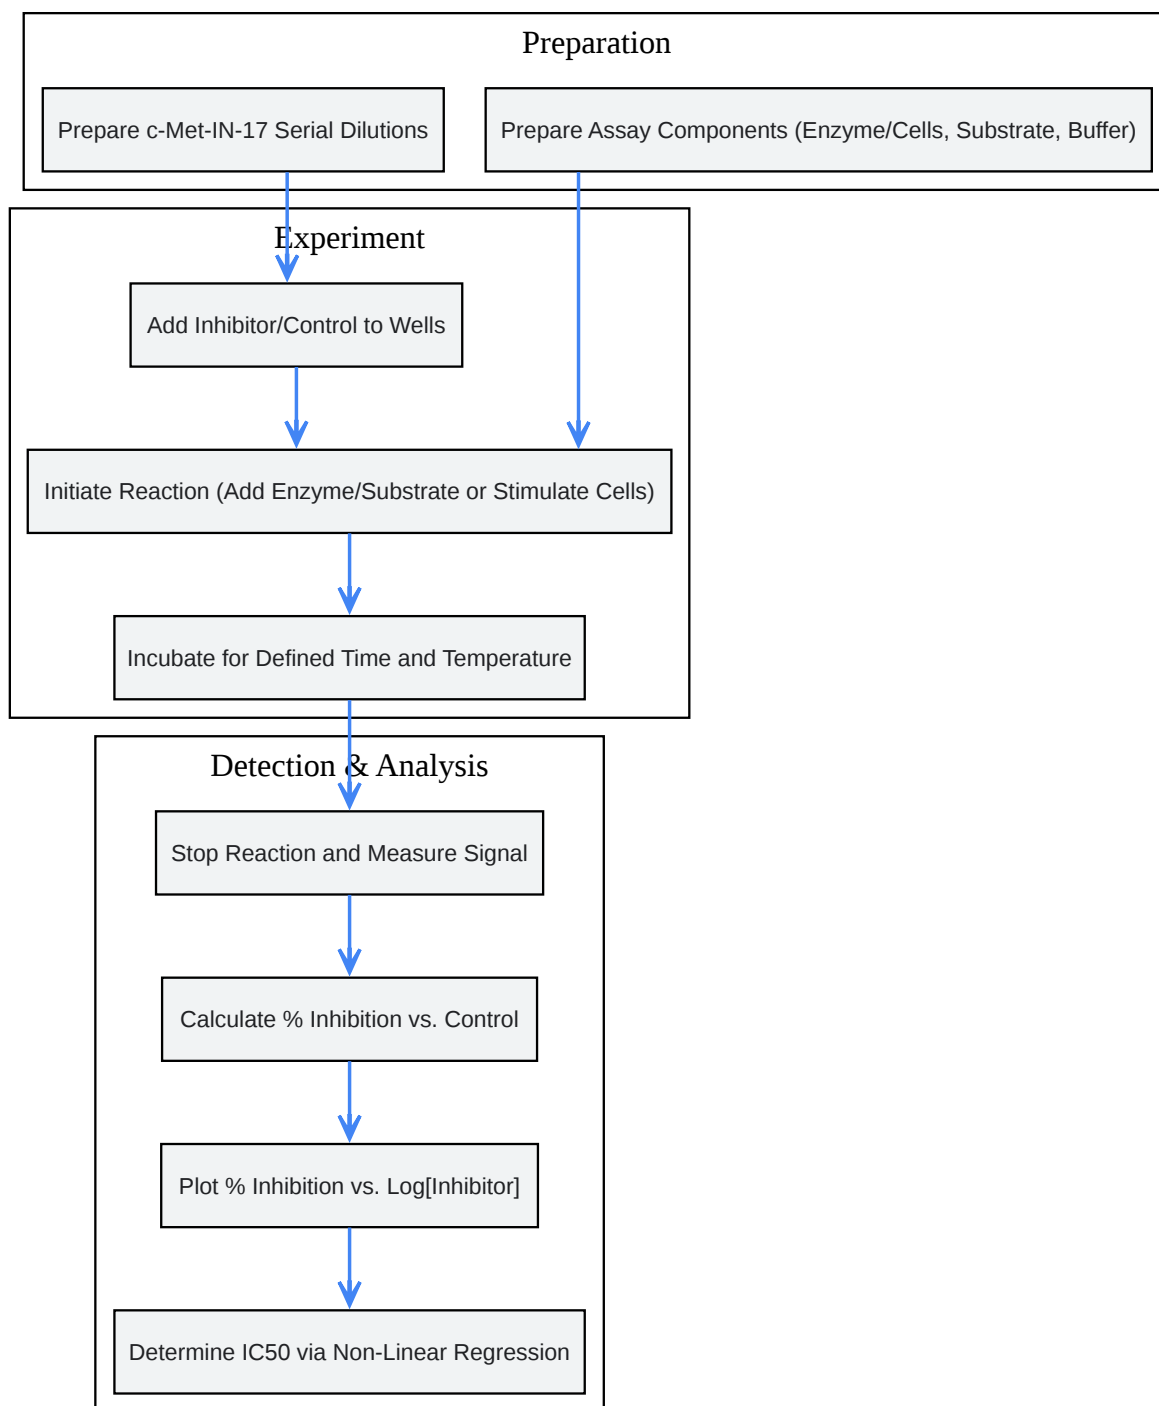 Preparation
Prepare c-Met-IN-17 Serial Dilutions
Prepare Assay Components (Enzyme/Cells, Substrate, Buffer)
Experiment
Add Inhibitor/Control to Wells
Initiate Reaction (Add Enzyme/Substrate or Stimulate Cells)
Incubate for Defined Time and Temperature
Detection & Analysis
Stop Reaction and Measure Signal
Calculate % Inhibition vs. Control
Plot % Inhibition vs. Log[Inhibitor]
Determine IC50 via Non-Linear Regression